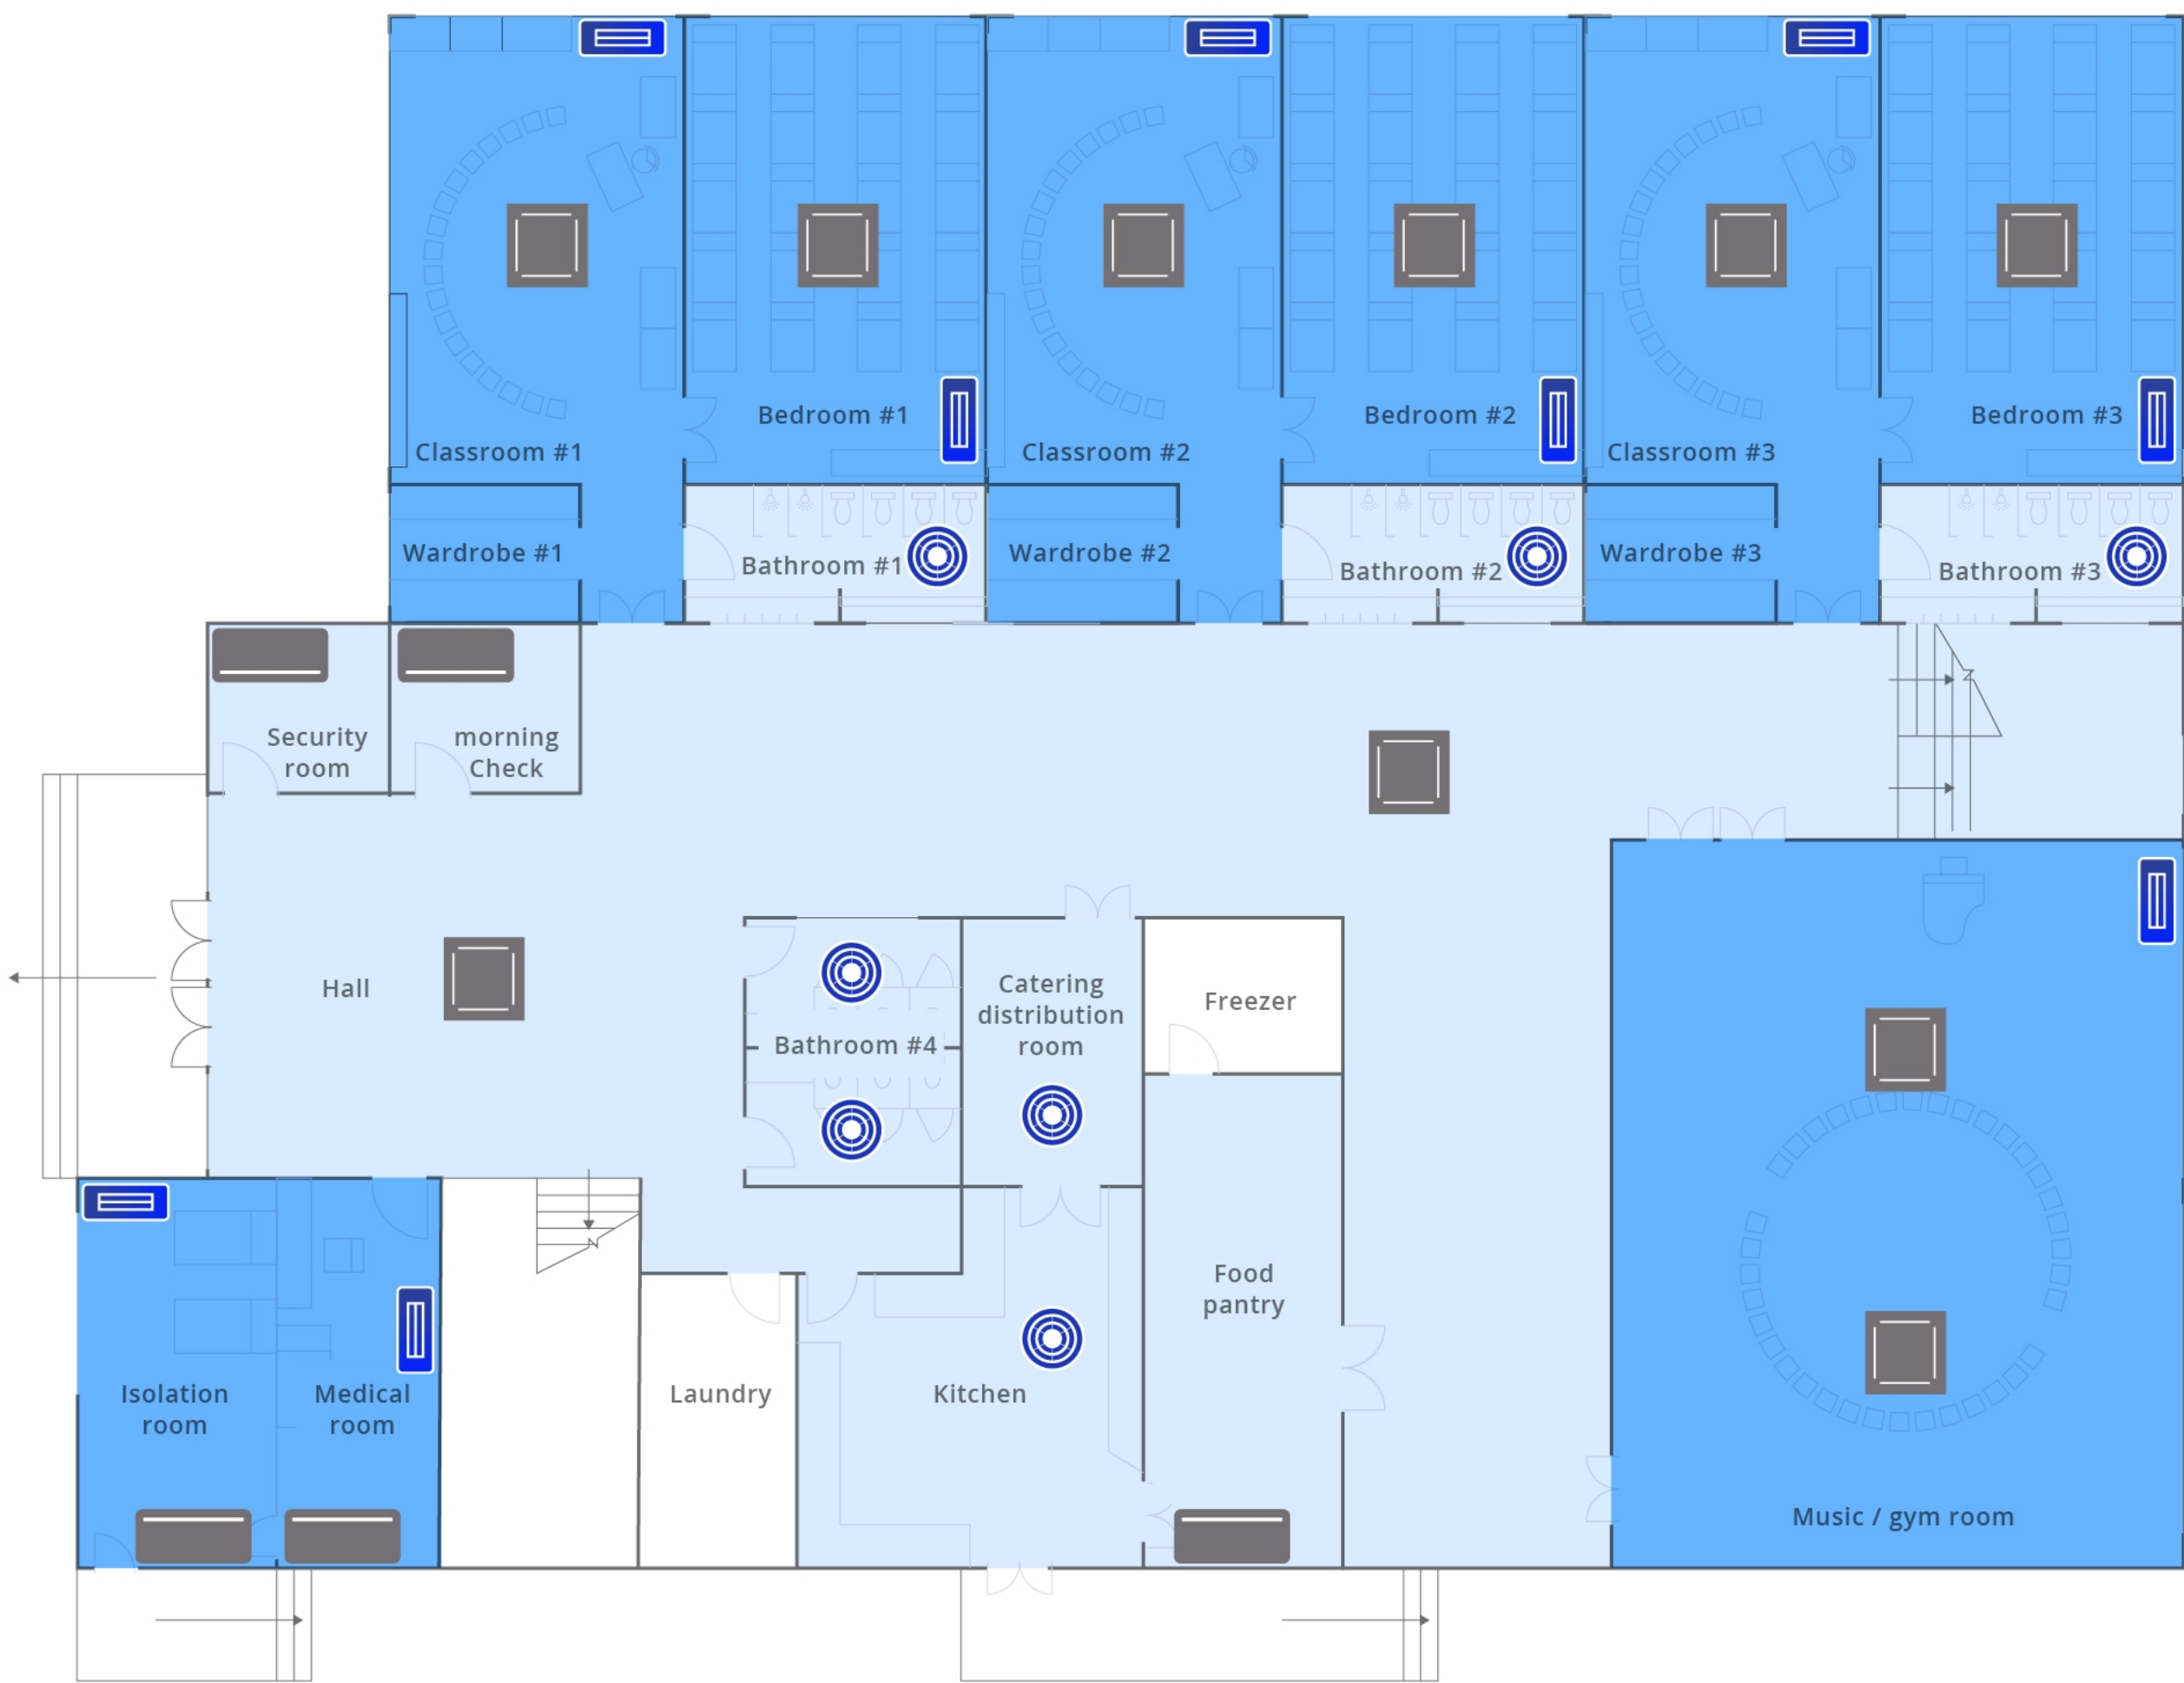 Bedroom #1
Bedroom #2
Bedroom #3
Classroom #1
Classroom #2
Classroom #3
Wardrobe #1
Bathroom #1
Wardrobe #2
Bathroom #2
Wardrobe #3
Bathroom #3
Security
room
morning
Check
Hall
Bathroom #4
Catering
distribution
room
Freezer
Food
pantry
Isolation
room
Medical
room
Laundry
Kitchen
Music / gym room